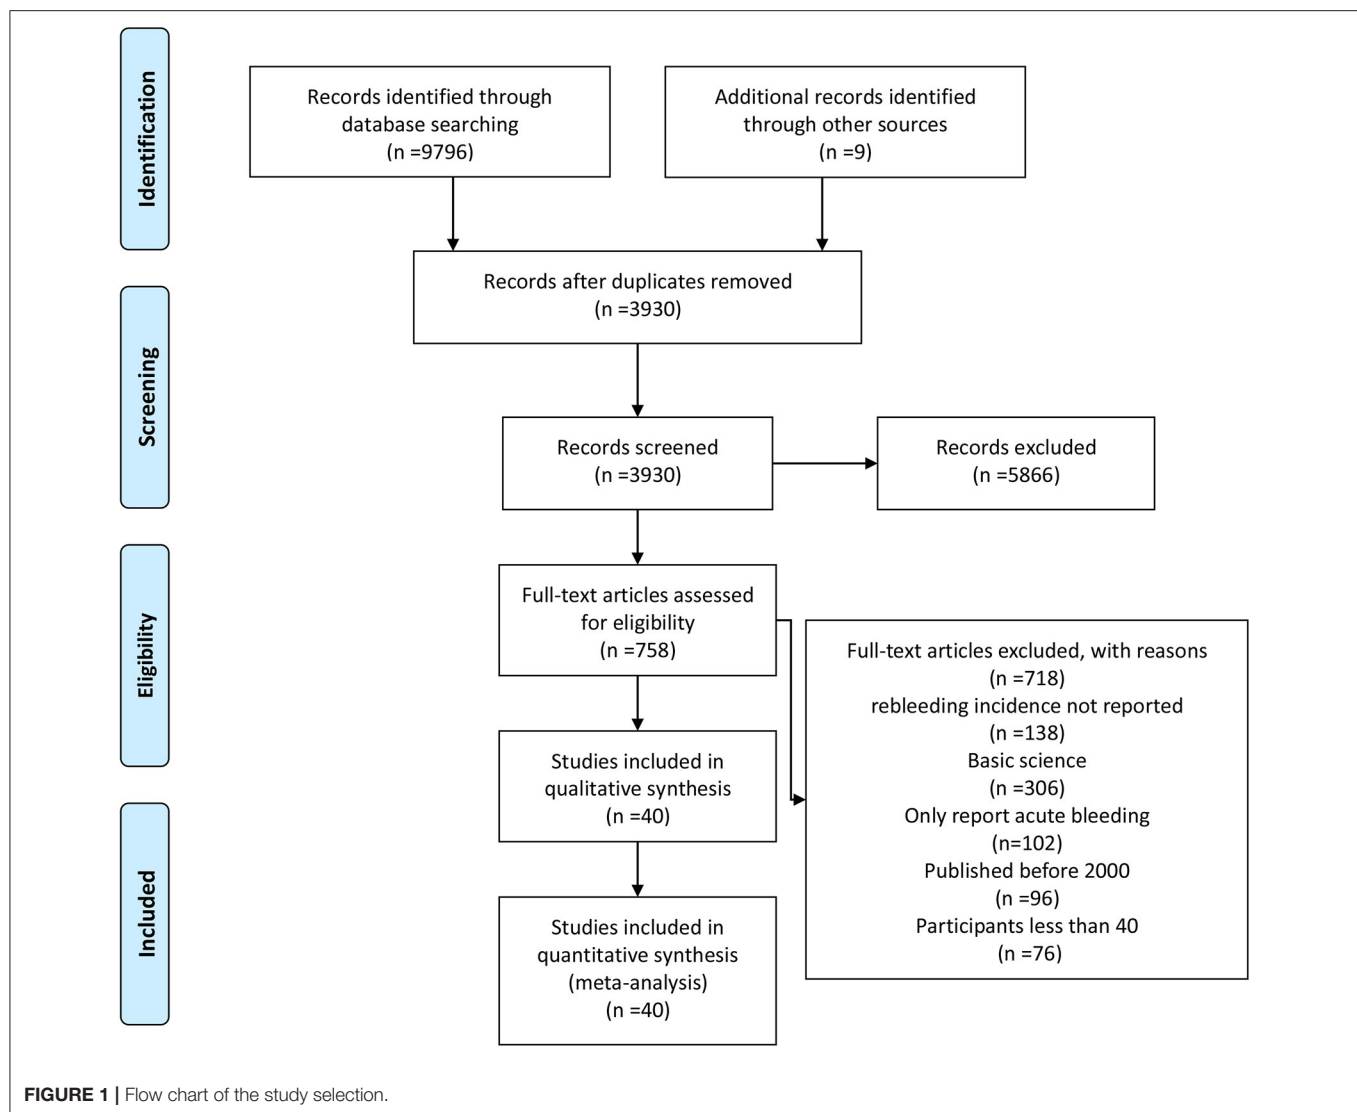 Identification
Records identified through
database searching
(n =9796)
Additional records identified
through other sources
(n =9)
Records after duplicates removed
(n =3930)
Screening
Records screened
(n =3930)
Records excluded
(n =5866)
Eligibility
Full-text articles assessed
for eligibility
(n =758)
Full-text articles excluded, with reasons
(n =718)
rebleeding incidence not reported
(n =138)
Basic science
(n =306)
Only report acute bleeding
(n=102)
Published before 2000
(n =96)
Participants less than 40
(n =76)
Studies included in
qualitative synthesis
(n =40)
Included
Studies included in
quantitative synthesis
(meta-analysis)
(n =40)
FIGURE 1 | Flow chart of the study selection.